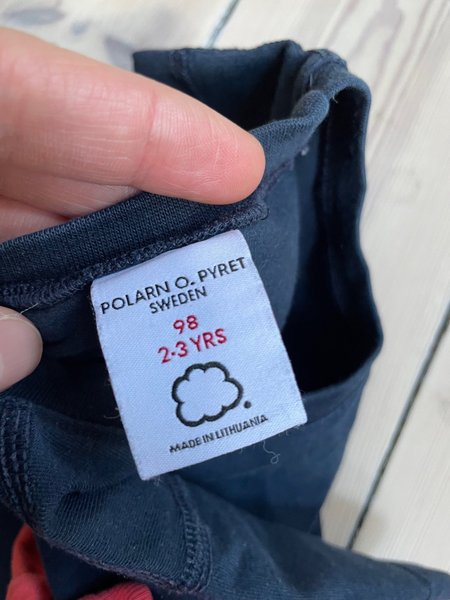 POLARN O. PYRET
SWEDEN
98
2-3 YRS
MADE IN LITHUANIA